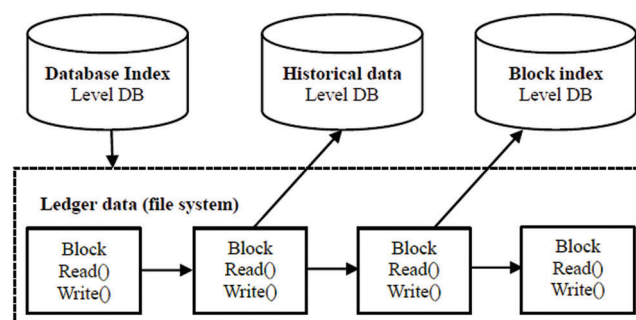 Database Index
Level DB
Historical data
Level DB
Block index
Level DB
Ledger data (file system)
Block
Read()
Write()
Block
Read()
Write()
Block
Read()
Write()
Block
Read()
Write()